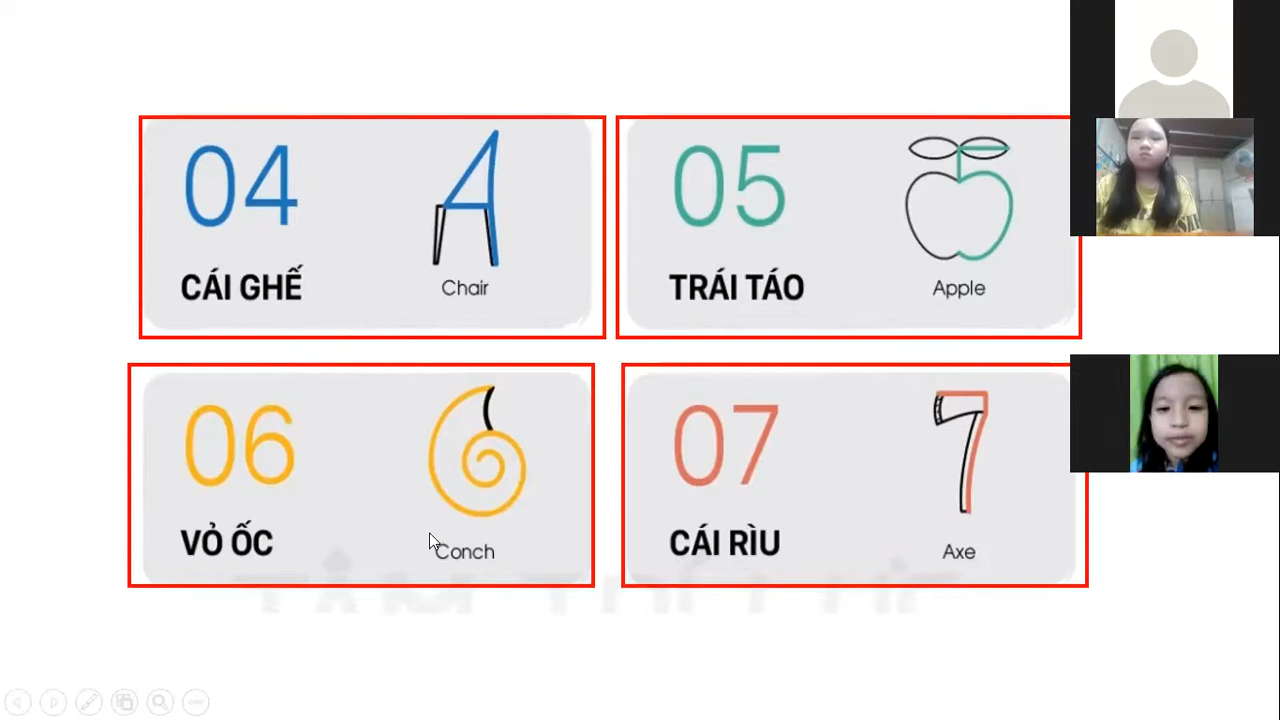 04
CÁI GHẾ
Chair
05
TRÁI TÁO
Apple
06
VỎ ỐC
Conch
07
CÁI RÌU
Axe